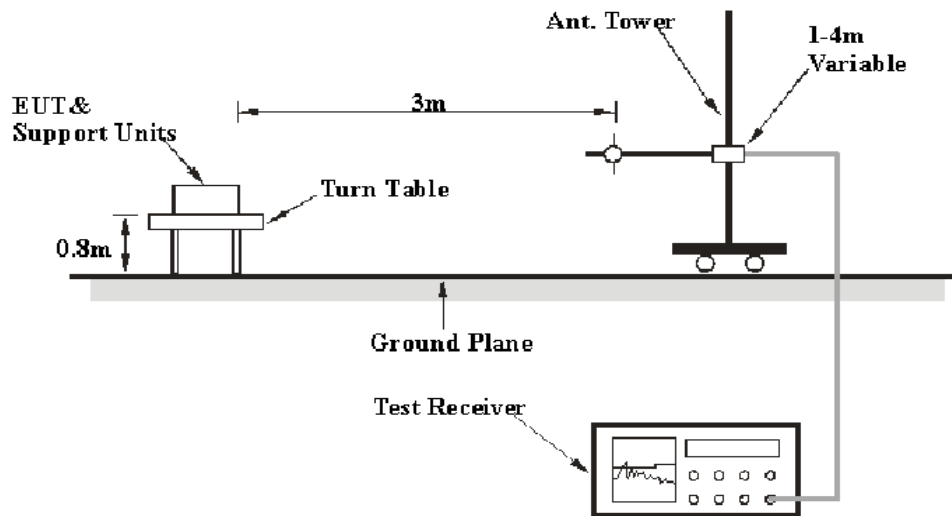 Ant. Tower
1-4m
Variable
3m
EUT &
Support Units
Turn Table
0.8m
Ground Plane
Test Receiver